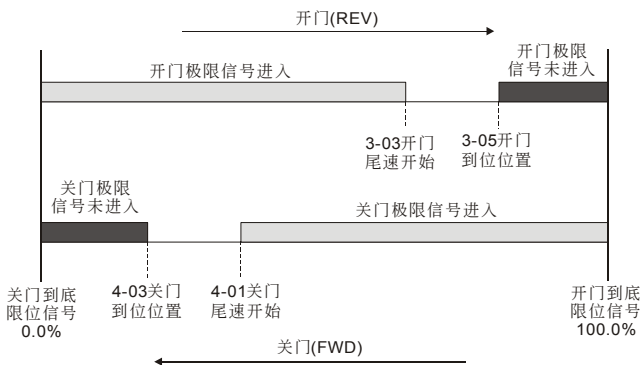 开门(REV)
开门极限
信号未进入
开门极限信号进入
3-03开门
尾速开始
3-05开门
到位位置
关门极限
信号未进入
关门极限信号进入
关门到底
限位信号
0.0%
4-03关门
到位位置
4-01关门
尾速开始
开门到底
限位信号
100.0%
关门(FWD)